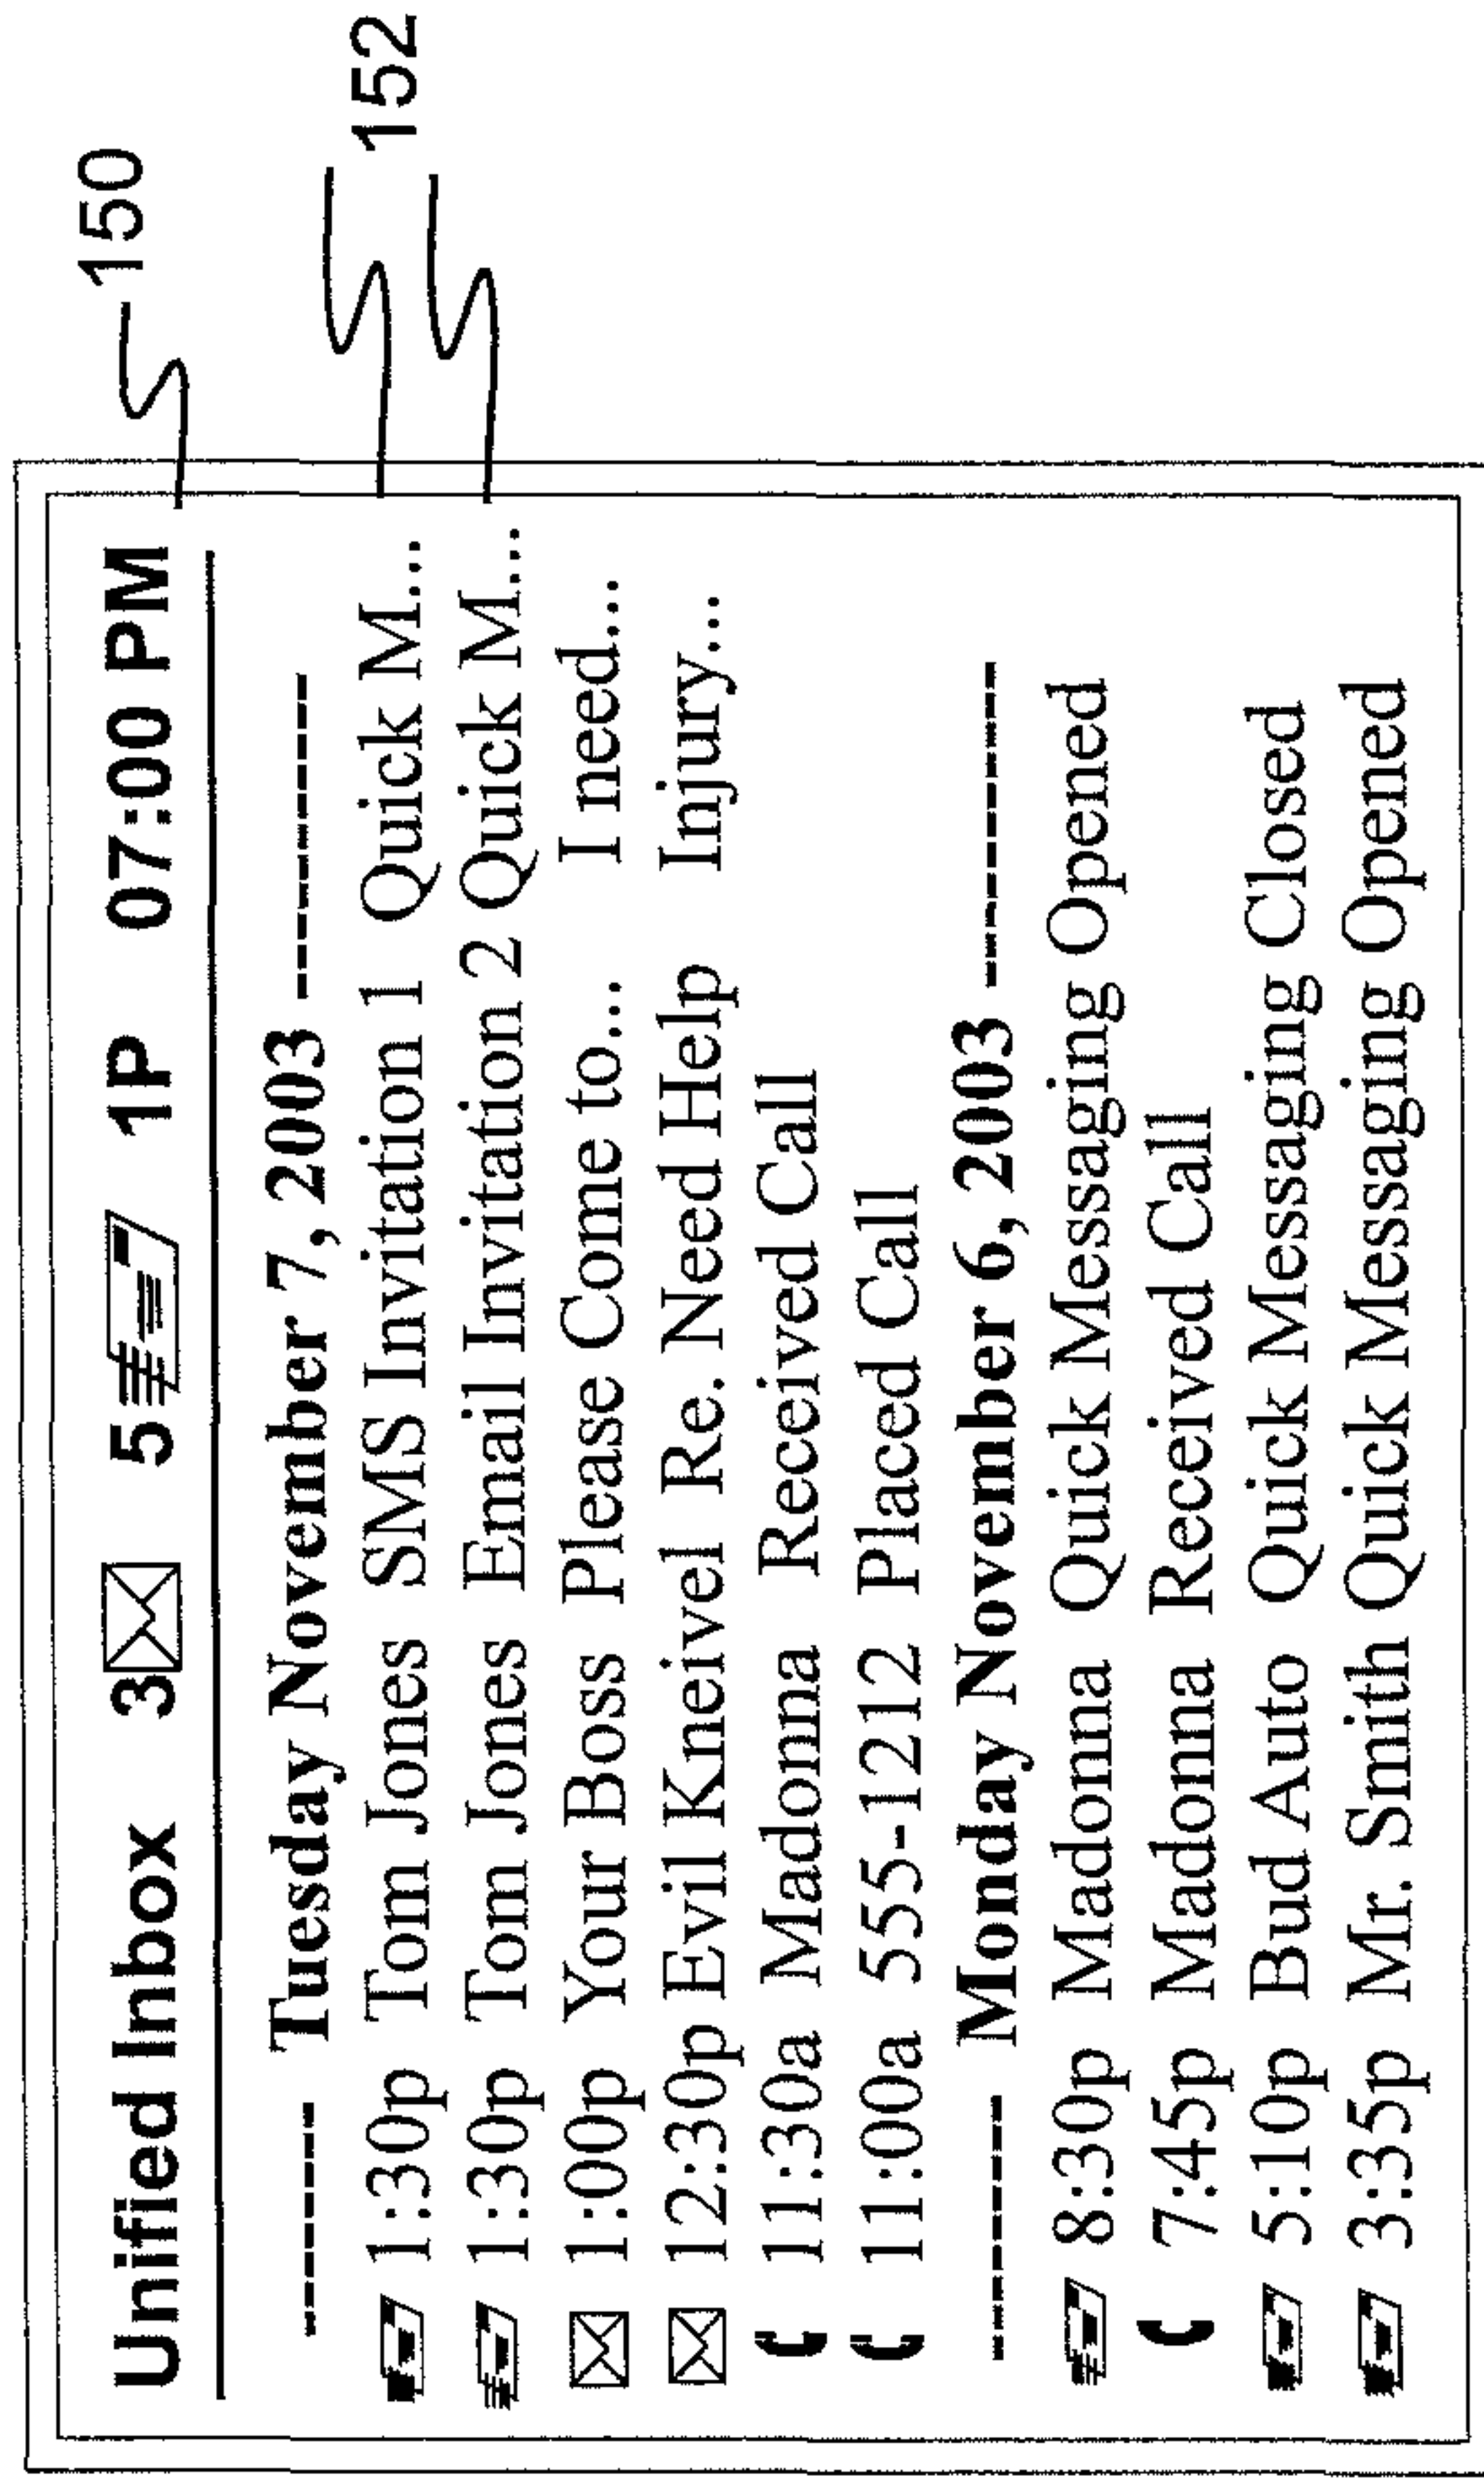 150
152
Unified Inbox 3 5 1P 07:00 PM
------- Tuesday November 7, 2003 ----------
1:30p Tom Jones SMS Invitation 1 Quick M...
1:30p Tom Jones Email Invitation 2 Quick M...
1:00p Your Boss Please Come to... I need...
12:30p Evil Kneivel Re. Need Help Injury...
11:30a Madonna Received Call
11:00a 555-1212 Placed Call
-------- Monday November 6, 2003 ----------
8:30p Madonna Quick Messaging Opened
7:45p Madonna Received Call
5:10p Bud Auto Quick Messaging Closed
3:35p Mr. Smith Quick Messaging Opened